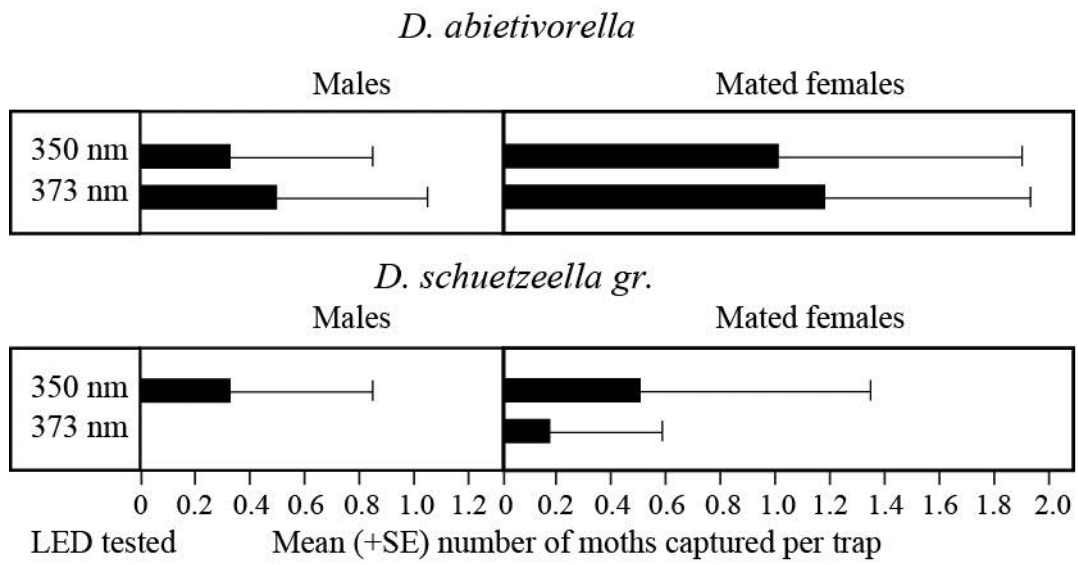 D. abietivorella
Males Mated females
350 nm
373 nm
D. schuetzeella gr.
Males Mated females
350 nm
373 nm
0 0.2 0.4 0.6 0.8 1.0 1.2 0 0.2 0.4 0.6 0.8 1.0 1.2 1.4 1.6 1.8 2.0
LED tested Mean (+SE) number of moths captured per trap